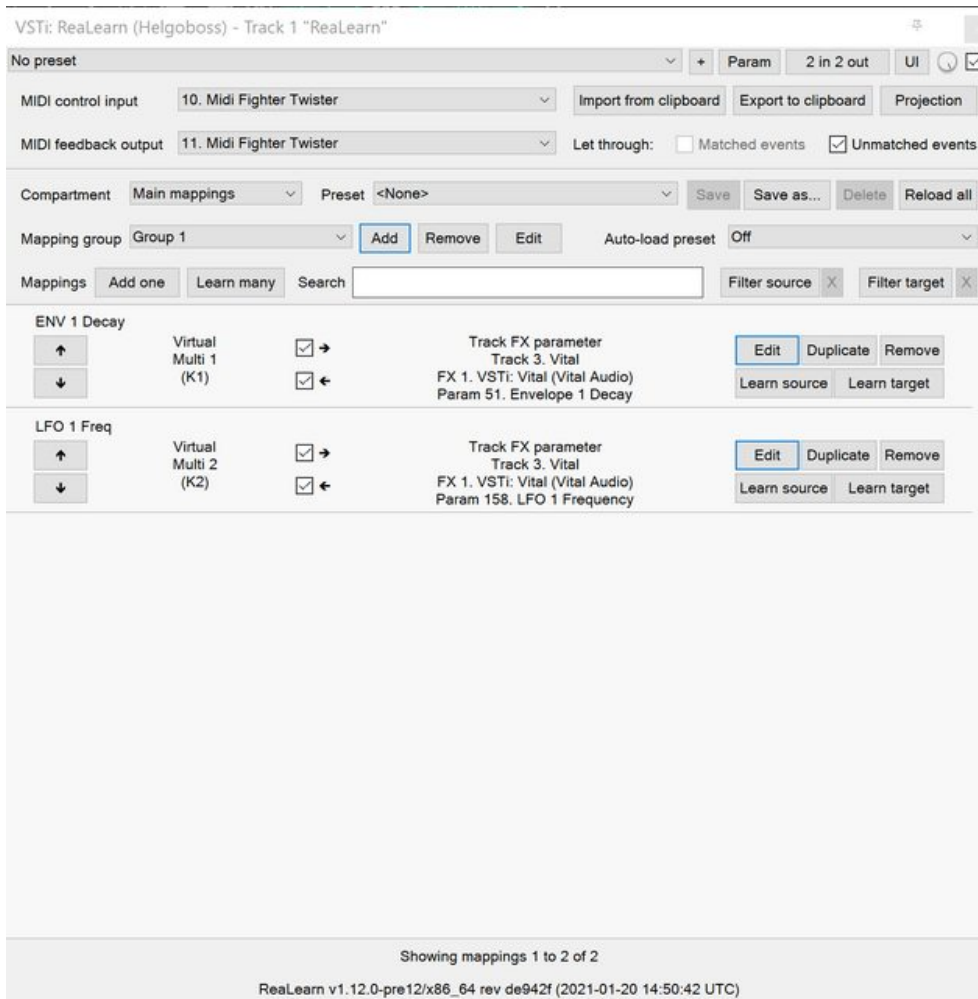 VSTi: ReaLearn (Helgoboss) - Track 1 "ReaLearn"
No preset + Param 2 in 2 out UI
MIDI control input 10. Midi Fighter Twister Import from clipboard Export to clipboard Projection
MIDI feedback output 11. Midi Fighter Twister Let through: Matched events Unmatched events
Compartment Main mappings Preset <None> Save Save as... Delete Reload all
Mapping group Group 1 Add Remove Edit Auto-load preset Off
Mappings Add one Learn many Search Filter source X Filter target X
ENV 1 Decay
Virtual
Multi 1
(K1)
Track FX parameter
Track 3. Vital
FX 1. VSTi: Vital (Vital Audio)
Param 51. Envelope 1 Decay
Edit Duplicate Remove
Learn source Learn target
LFO 1 Freq
Virtual
Multi 2
(K2)
Track FX parameter
Track 3. Vital
FX 1. VSTi: Vital (Vital Audio)
Param 158. LFO 1 Frequency
Edit Duplicate Remove
Learn source Learn target
Showing mappings 1 to 2 of 2
ReaLearn v1.12.0-pre12/x86_64 rev de942f (2021-01-20 14:50:42 UTC)